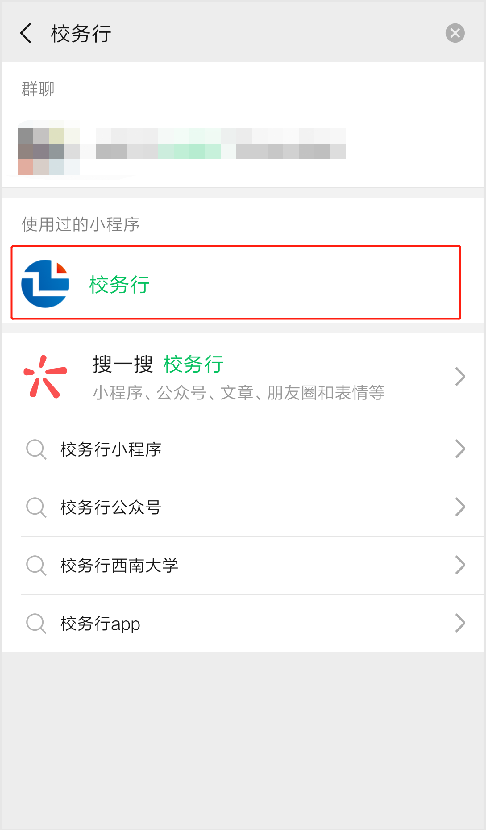 校务行
群聊
使用过的小程序
校务行
搜一搜 校务行
小程序、公众号、文章、朋友圈和表情等
校务行小程序
校务行公众号
校务行西南大学
校务行app